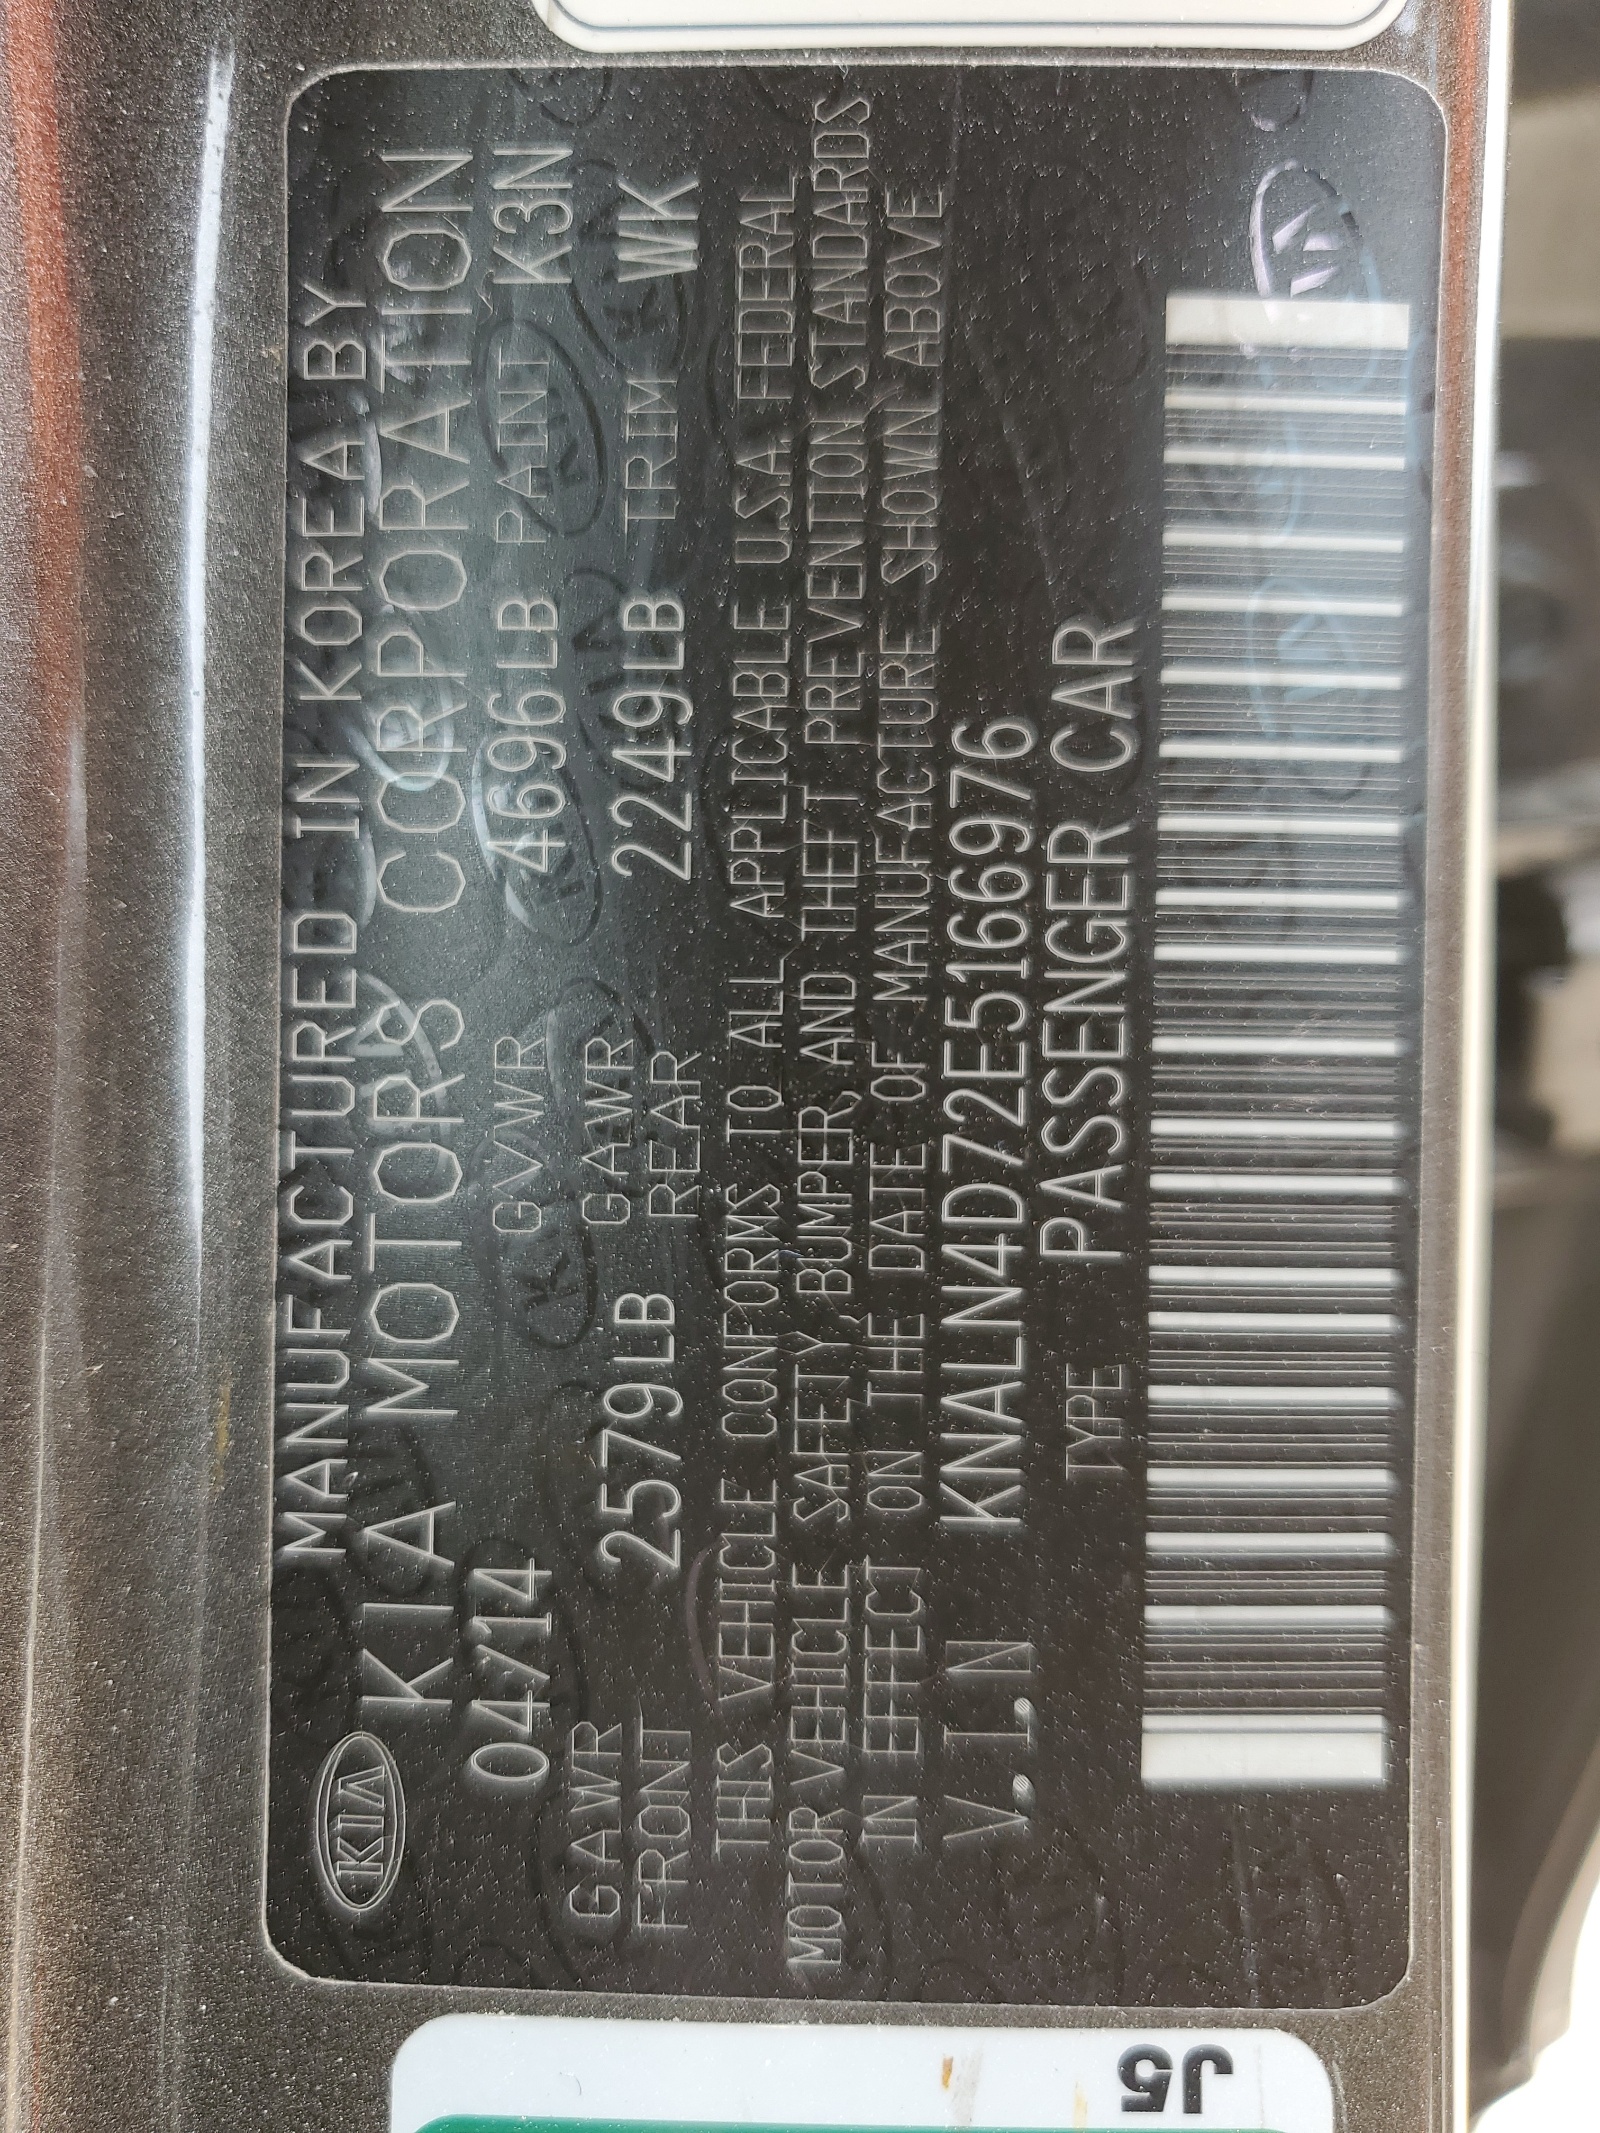 MANUFACTURED IN KOREA BY
KIA KIA MOTORS CORPORATION
04/14 GVWR 4696LB PAINT K3N
GAWR FRONT 2579LB GAWR REAR 2249LB TRIM WK
THIS VEHICLE CONFORMS TO ALL APPLICABLE U.S.A. FEDERAL
MOTOR VEHICLE SAFETY, BUMPER, AND THEFT PREVENTION STANDARDS
IN EFFECT ON THE DATE OF MANUFACTURE SHOWN ABOVE
V.I.N KNALN4D72E5166976
TYPE PASSENGER CAR
J5